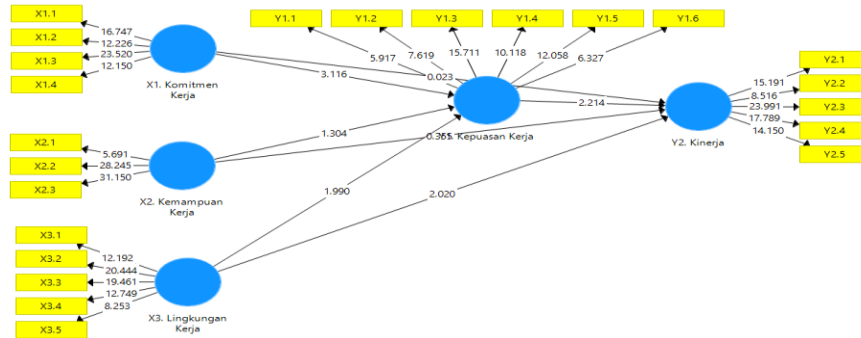 X1.1
X1.2
X1.3
X1.4
16.747
12.226
23.520
12.150
X1. Komitmen
Kerja
X2.1
X2.2
X2.3
5.691
28.245
31.150
X2. Kemampuan
Kerja
X3.1
X3.2
X3.3
X3.4
X3.5
12.192
20.444
19.461
12.749
8.253
X3. Lingkungan
Kerja
Y1.1
Y1.2
Y1.3
Y1.4
Y1.5
Y1.6
5.917
7.619
15.711
10.118
12.058
6.327
3.116
0.023
1.304
1.990
2.020
2.214
Kepuasan Kerja
Y2. Kinerja
15.191
8.516
23.991
17.789
14.150
Y2.1
Y2.2
Y2.3
Y2.4
Y2.5